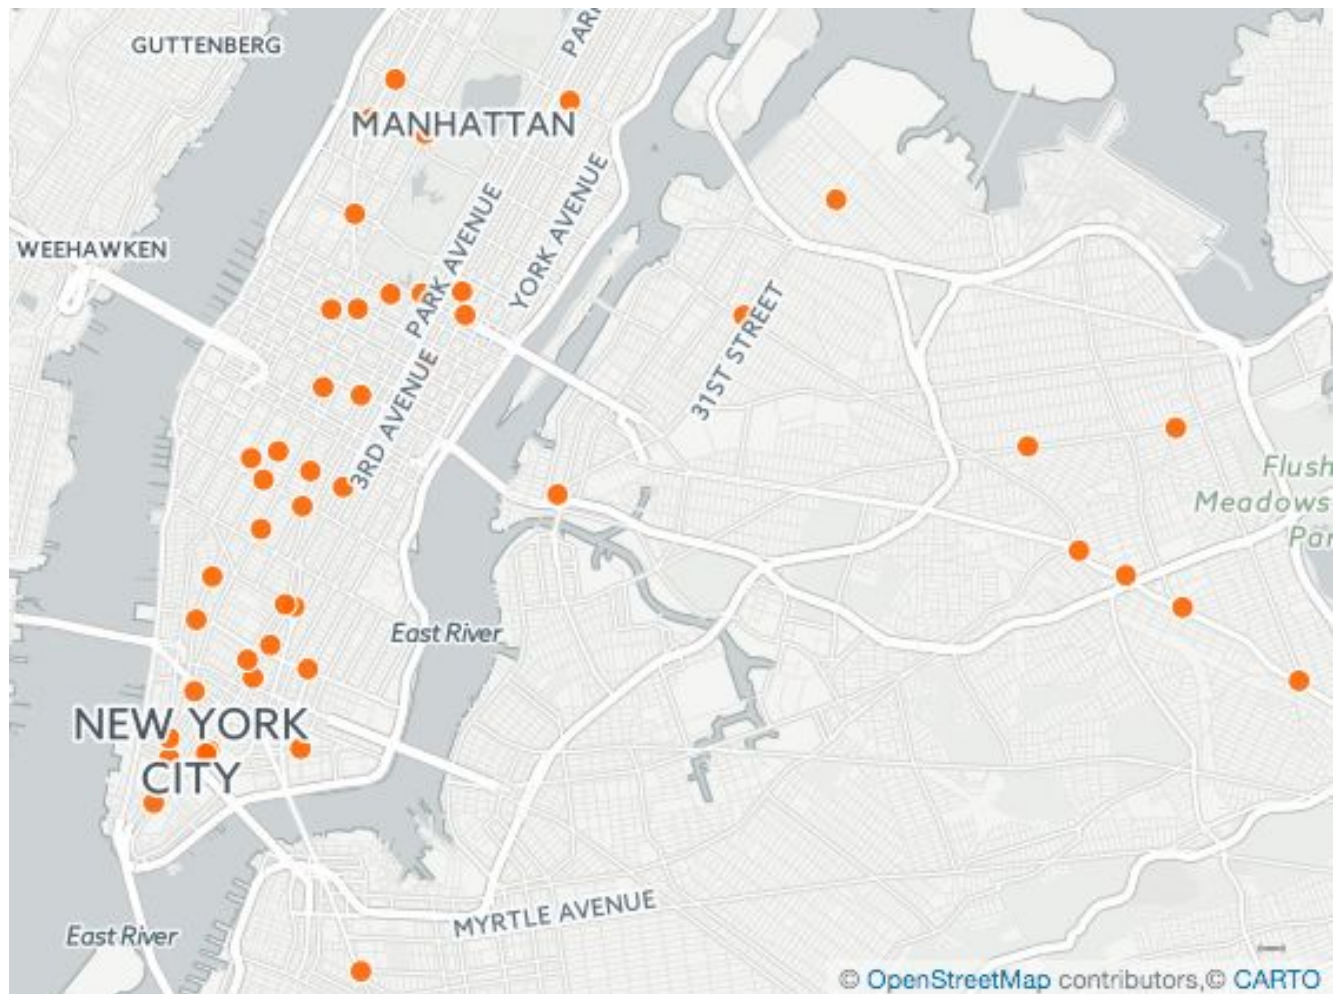 GUTTENBERG
PARK
MANHATTAN
WEEHAWKEN
PARK AVENUE
YORK AVENUE
3RD AVENUE
31ST STREET
Flush
Meadows
Par
East River
NEW YORK
CITY
MYRTLE AVENUE
East River
© OpenStreetMap contributors,© CARTO